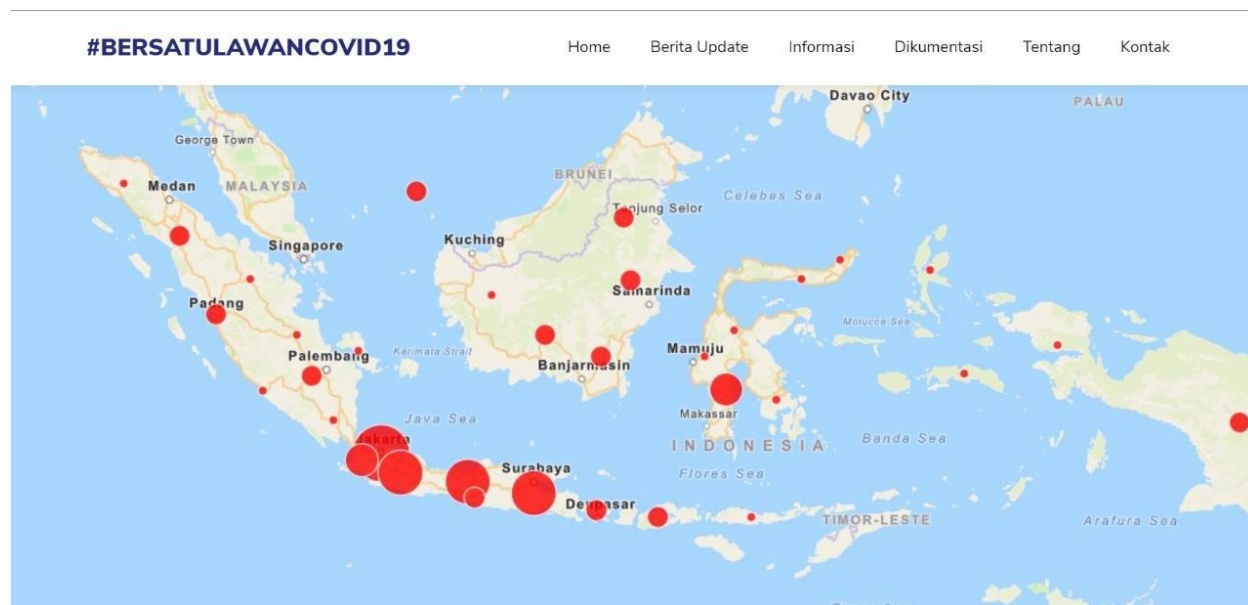 #BERSATULAWANCOVID19
Home Berita Update Informasi Dikumentasi Tentang Kontak
Davao City
PALAU
George Town
BRUNEI
Medan
MALAYSIA
Celebes Sea
Tanjung Selor
Kuching
Singapore
Samarinda
Padang
Molucca Sea
Mamuju
Karimata Strait
Palembang
Banjarmasin
Makassar
Java Sea
Jakarta
INDONESIA
Banda Sea
Surabaya
Flores Sea
Denpasar
TIMOR-LESTE
Arafura Sea